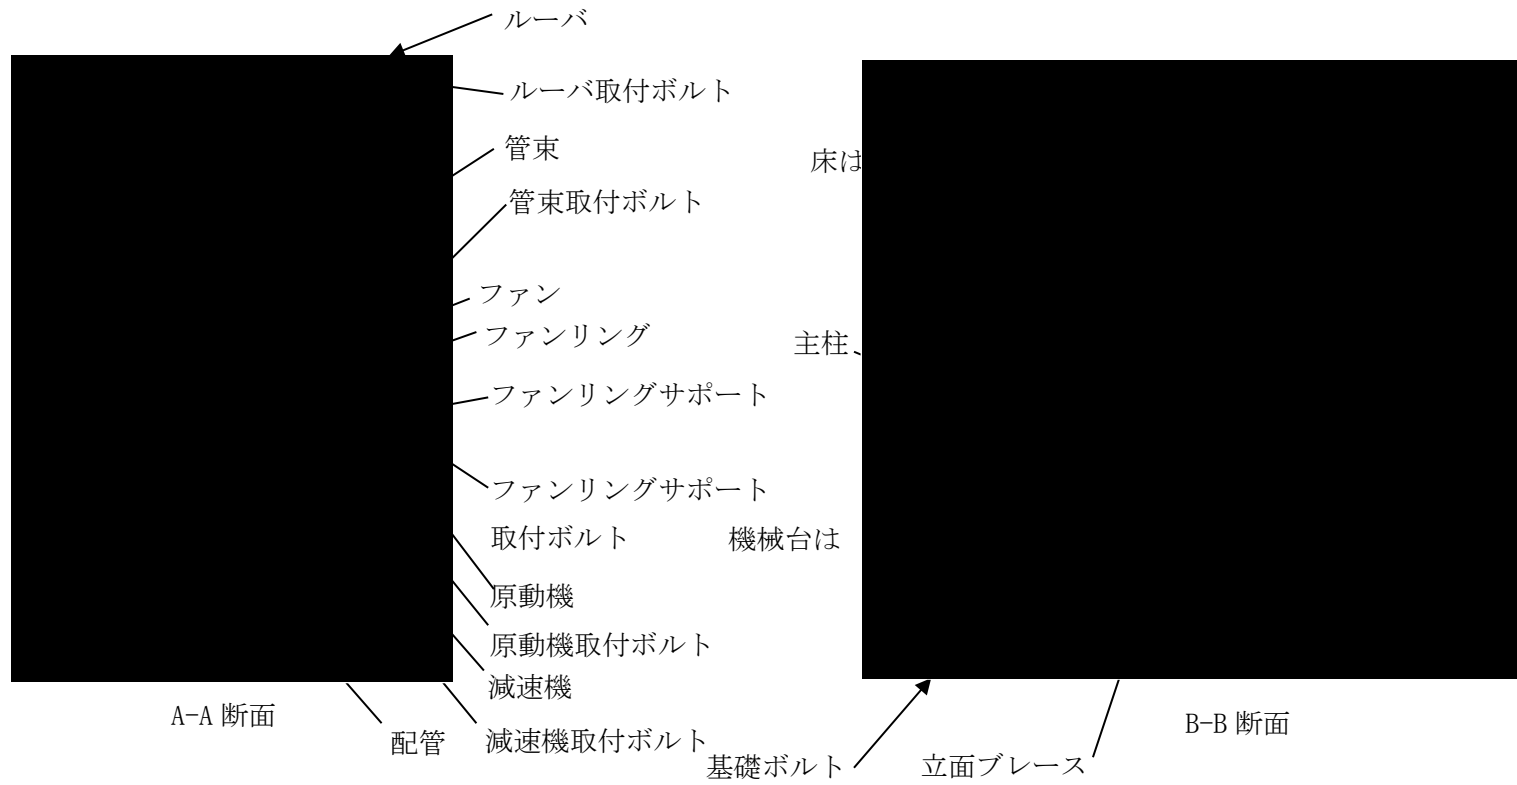 ルーバ
ルーバ取付ボルト
管束
管束取付ボルト
ファン
ファンリング
ファンリングサポート
ファンリングサポート
取付ボルト
原動機
原動機取付ボルト
減速機
減速機取付ボルト
配管
A-A 断面
床は
主柱
機械台は
基礎ボルト
立面ブレース
B-B 断面